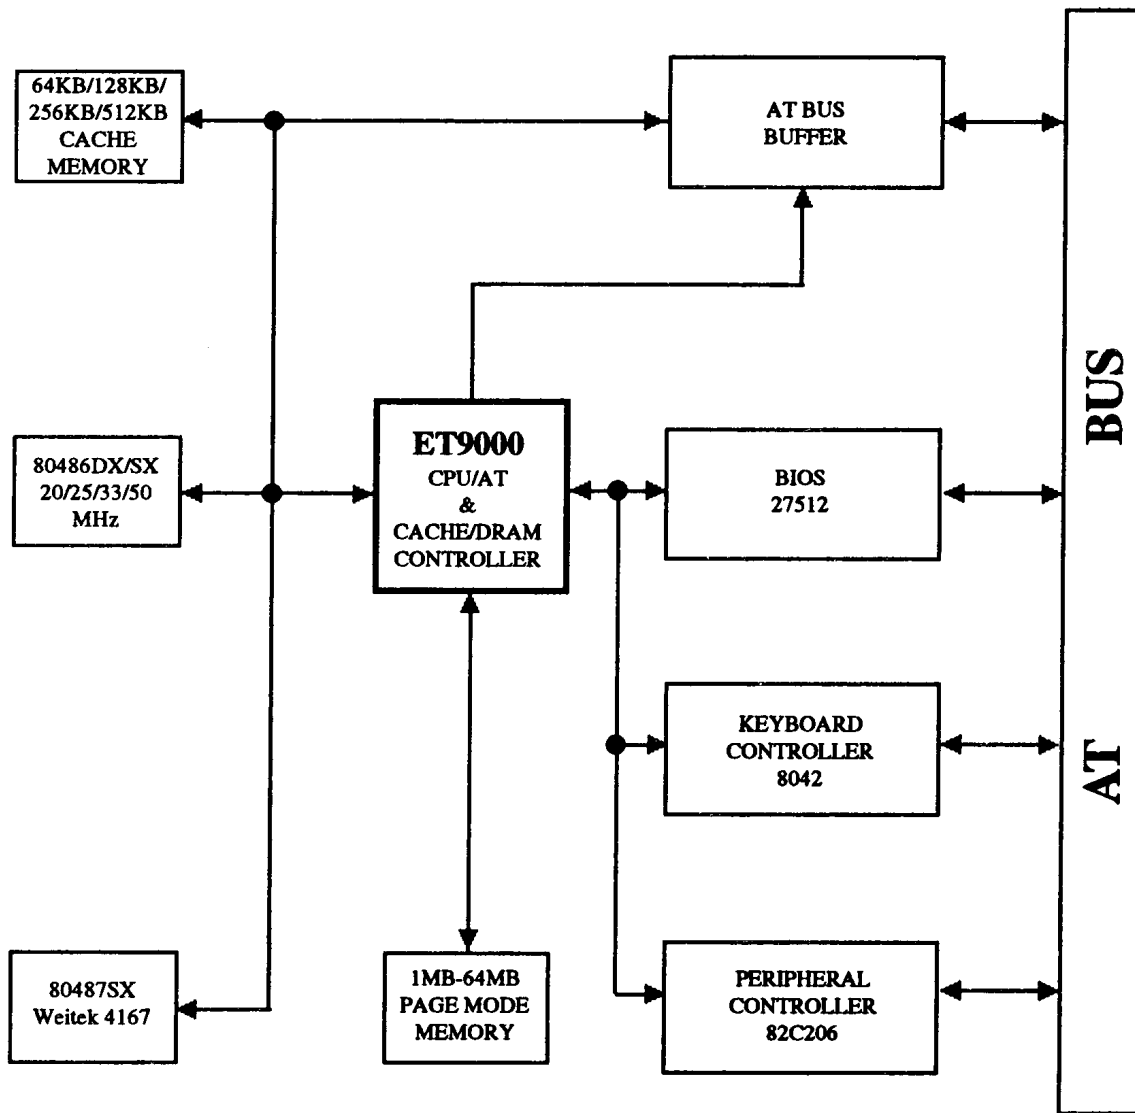 64KB/128KB/
256KB/512KB
CACHE
MEMORY
AT BUS
BUFFER
BUS
ET9000
CPU/AT
&
CACHE/DRAM
CONTROLLER
80486DX/SX
20/25/33/50
MHz
BIOS
27512
KEYBOARD
CONTROLLER
8042
AT
80487SX
Weitek 4167
1MB-64MB
PAGE MODE
MEMORY
PERIPHERAL
CONTROLLER
82C206